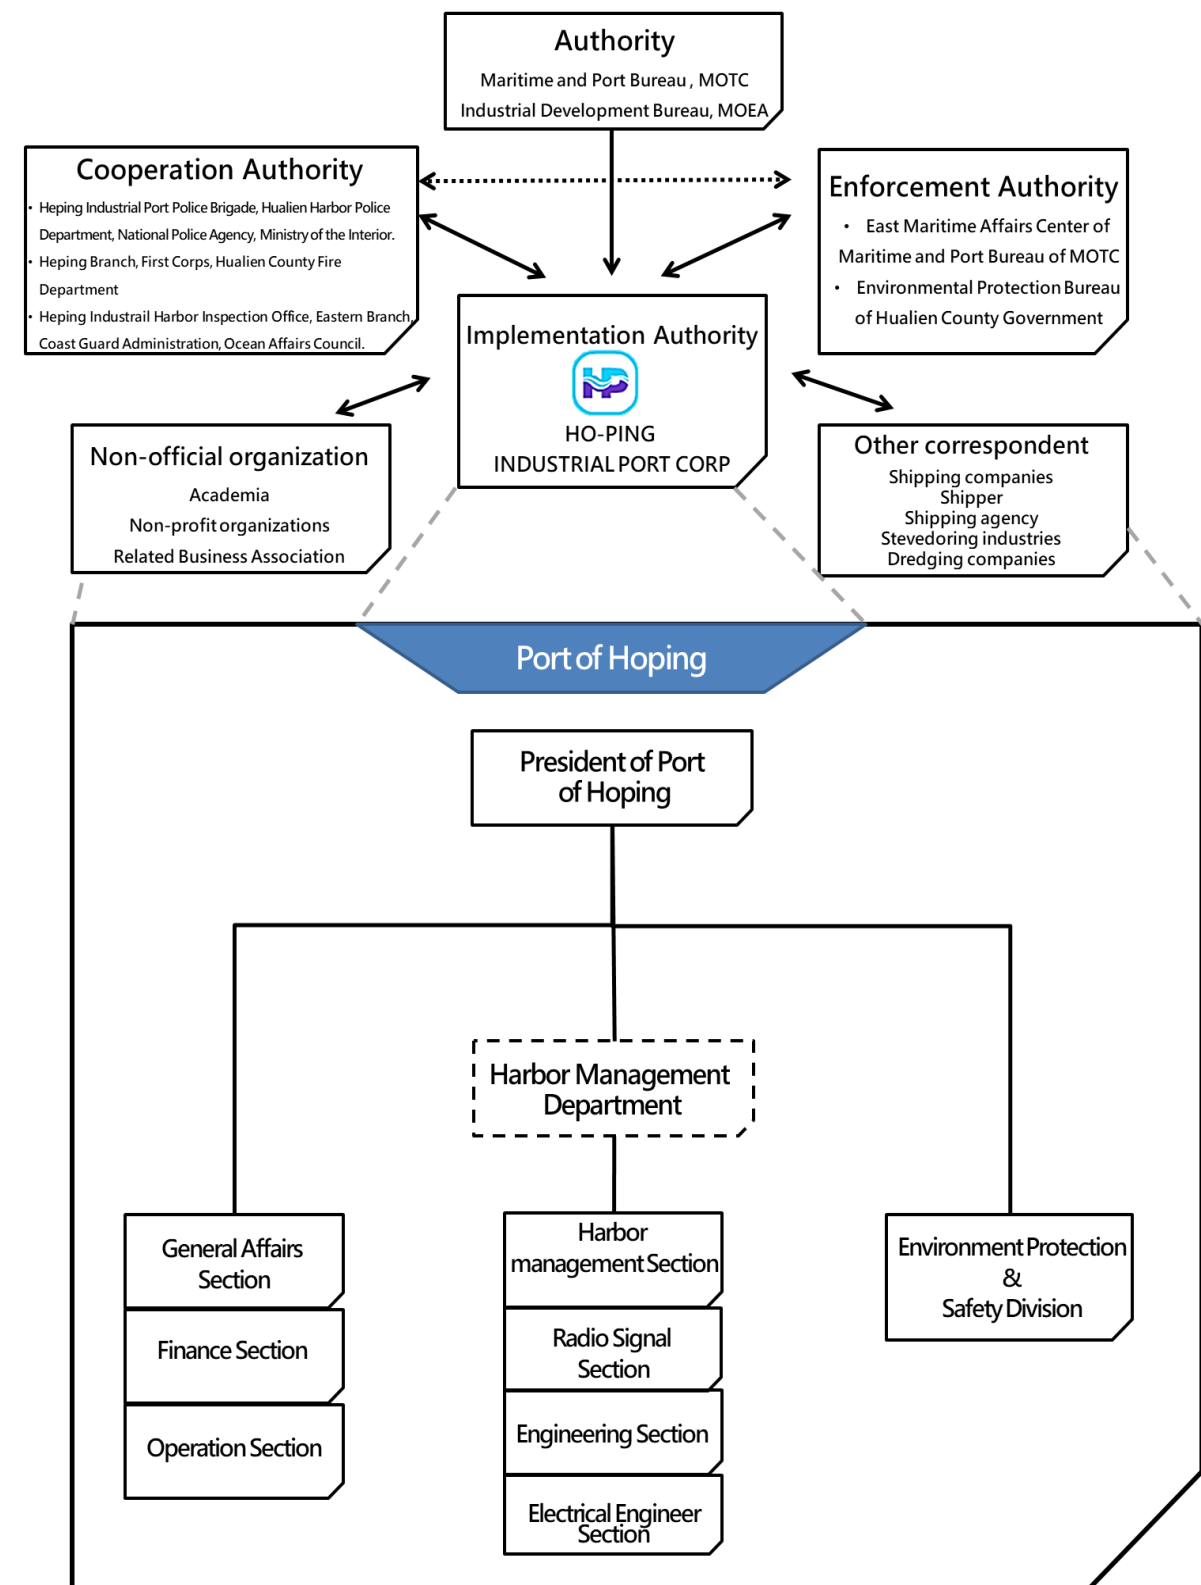 Authority
Maritime and Port Bureau , MOTC
Industrial Development Bureau, MOEA
Cooperation Authority
• Heping Industrial Port Police Brigade, Hualien Harbor Police
Department, National Police Agency, Ministry of the Interior.
• Heping Branch, First Corps, Hualien County Fire
Department
• Heping Industrail Harbor Inspection Office, Eastern Branch,
Coast Guard Administration, Ocean Affairs Council.
Enforcement Authority
• East Maritime Affairs Center of
Maritime and Port Bureau of MOTC
• Environmental Protection Bureau
of Hualien County Government
Implementation Authority
HP
HO-PING
INDUSTRIAL PORT CORP
Non-official organization
Academia
Non-profit organizations
Related Business Association
Other correspondent
Shipping companies
Shipper
Shipping agency
Stevedoring industries
Dredging companies
Port of Hoping
President of Port
of Hoping
Harbor Management
Department
General Affairs
Section
Finance Section
Operation Section
Harbor
management Section
Radio Signal
Section
Engineering Section
Electrical Engineer
Section
Environment Protection
&
Safety Division